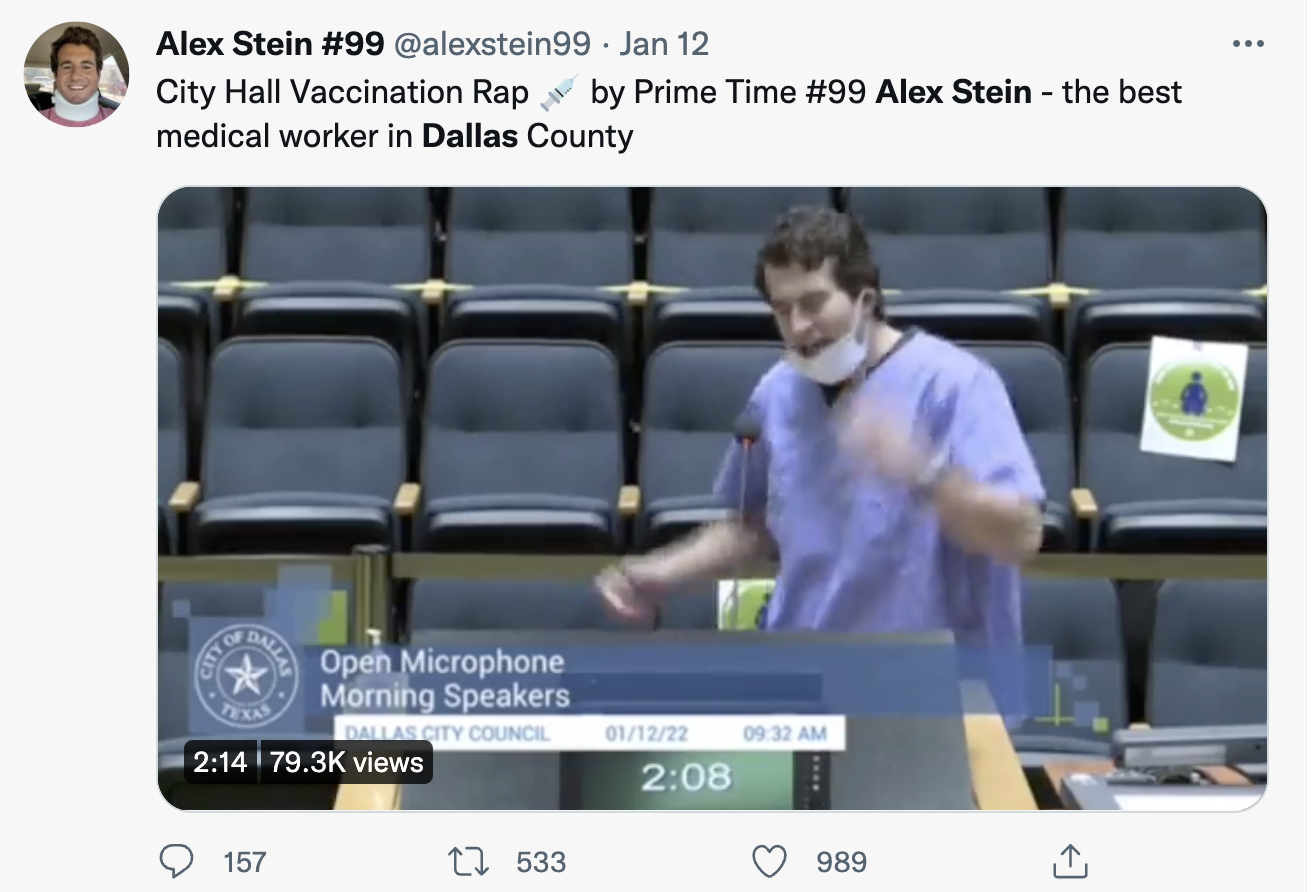 Alex Stein #99 @alexstein99 · Jan 12
City Hall Vaccination Rap 💉 by Prime Time #99 Alex Stein - the best
medical worker in Dallas County
CITY OF DALLAS
TEXAS
Open Microphone
Morning Speakers
DALLAS CITY COUNCIL 01/12/22 09:32 AM
2:14 79.3K views
2:08
157 533 989